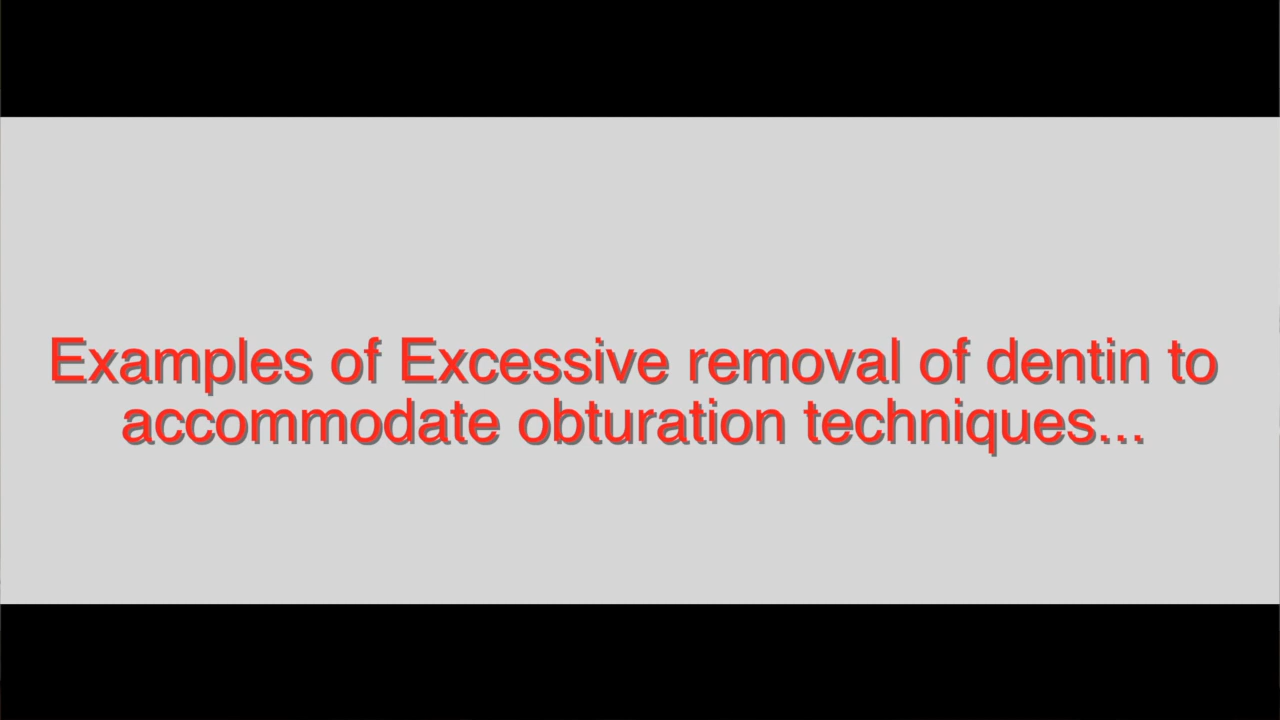 Examples of Excessive removal of dentin to
accommodate obturation techniques...